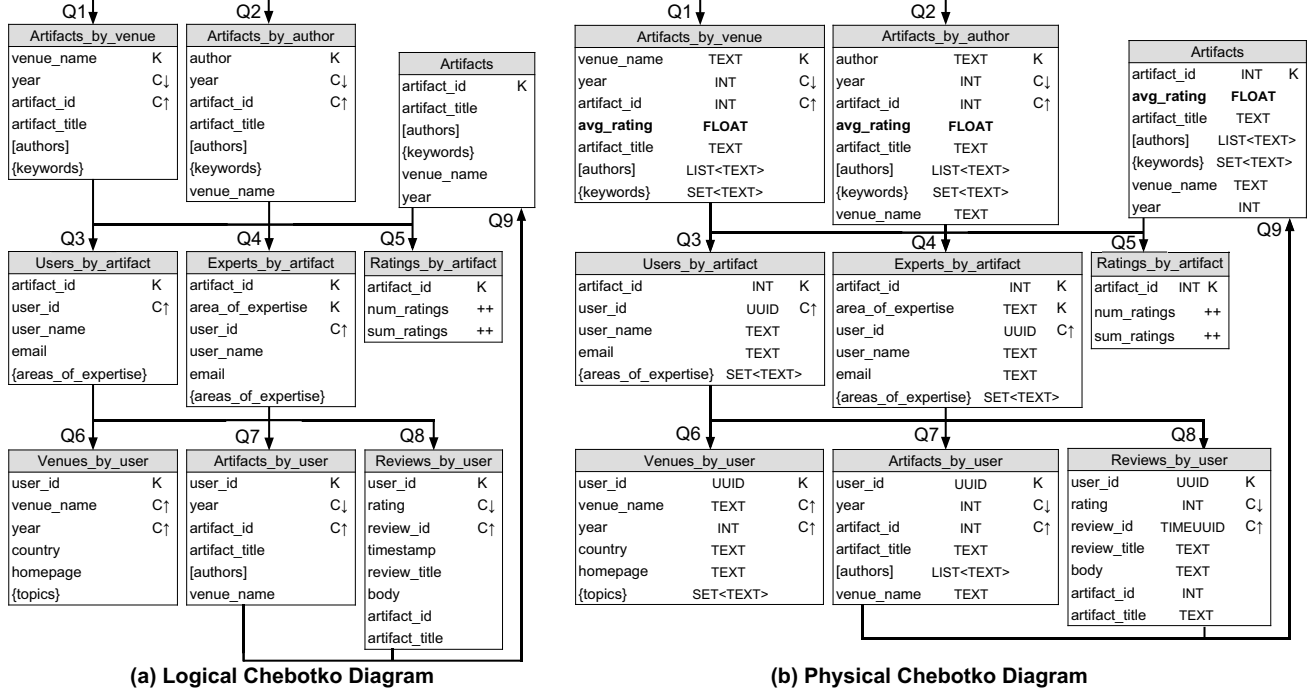 Q1
Artifacts_by_venue
venue_name K
year C↓
artifact_id C↑
artifact_title
[authors]
{keywords}
Q2
Artifacts_by_author
author K
year C↓
artifact_id C↑
artifact_title
[authors]
{keywords}
venue_name
Artifacts
artifact_id K
artifact_title
[authors]
{keywords}
venue_name
year
Q9
Q3
Users_by_artifact
artifact_id K
user_id C↑
user_name
email
{areas_of_expertise}
Q4
Experts_by_artifact
artifact_id K
area_of_expertise K
user_id C↑
user_name
email
{areas_of_expertise}
Q5
Ratings_by_artifact
artifact_id K
num_ratings ++
sum_ratings ++
Q6
Venues_by_user
user_id K
venue_name C↑
year C↑
country
homepage
{topics}
Q7
Artifacts_by_user
user_id K
year C↓
artifact_id C↑
artifact_title
[authors]
venue_name
Q8
Reviews_by_user
user_id K
rating C↓
review_id C↑
timestamp
review_title
body
artifact_id
artifact_title
(a) Logical Chebotko Diagram
Q1
Artifacts_by_venue
venue_name TEXT K
year INT C↓
artifact_id INT C↑
avg_rating FLOAT
artifact_title TEXT
[authors] LIST<TEXT>
{keywords} SET<TEXT>
Q2
Artifacts_by_author
author TEXT K
year INT C↓
artifact_id INT C↑
avg_rating FLOAT
artifact_title TEXT
[authors] LIST<TEXT>
{keywords} SET<TEXT>
venue_name TEXT
Artifacts
artifact_id INT K
avg_rating FLOAT
artifact_title TEXT
[authors] LIST<TEXT>
{keywords} SET<TEXT>
venue_name TEXT
year INT
Q9
Q3
Users_by_artifact
artifact_id INT K
user_id UUID C↑
user_name TEXT
email TEXT
{areas_of_expertise} SET<TEXT>
Q4
Experts_by_artifact
artifact_id INT K
area_of_expertise TEXT K
user_id UUID C↑
user_name TEXT
email TEXT
{areas_of_expertise} SET<TEXT>
Q5
Ratings_by_artifact
artifact_id INT K
num_ratings ++
sum_ratings ++
Q6
Venues_by_user
user_id UUID K
venue_name TEXT C↑
year INT C↑
country TEXT
homepage TEXT
{topics} SET<TEXT>
Q7
Artifacts_by_user
user_id UUID K
year INT C↓
artifact_id INT C↑
artifact_title TEXT
[authors] LIST<TEXT>
venue_name TEXT
Q8
Reviews_by_user
user_id UUID K
rating INT C↓
review_id TIMEUUID C↑
review_title TEXT
body TEXT
artifact_id INT
artifact_title TEXT
(b) Physical Chebotko Diagram